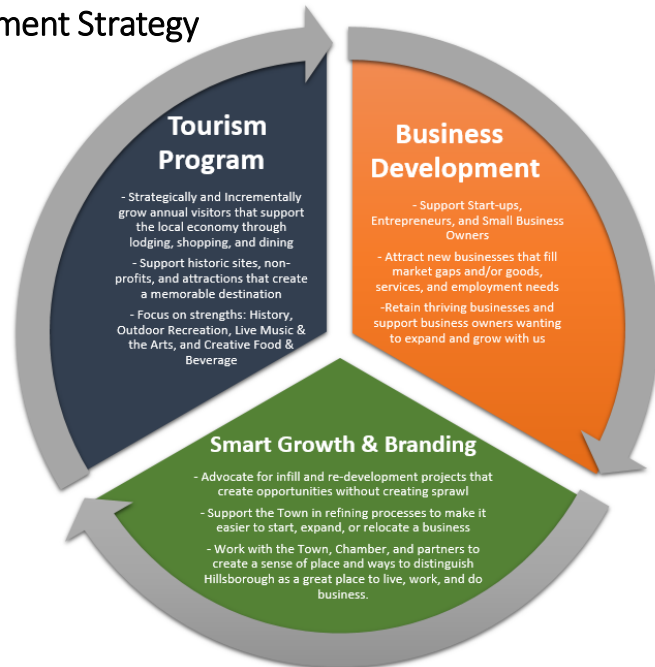 ment Strategy
Tourism
Program
- Strategically and Incrementally
grow annual visitors that support
the local economy through
lodging, shopping, and dining
- Support historic sites, non-
profits, and attractions that create
a memorable destination
- Focus on strengths: History,
Outdoor Recreation, Live Music &
the Arts, and Creative Food &
Beverage
Business
Development
- Support Start-ups,
Entrepreneurs, and Small Business
Owners
- Attract new businesses that fill
market gaps and/or goods,
services, and employment needs
-Retain thriving businesses and
support business owners wanting
to expand and grow with us
Smart Growth & Branding
- Advocate for infill and re-development projects that
create opportunities without creating sprawl
- Support the Town in refining processes to make it
easier to start, expand, or relocate a business
- Work with the Town, Chamber, and partners to
create a sense of place and ways to distinguish
Hillsborough as a great place to live, work, and do
business.